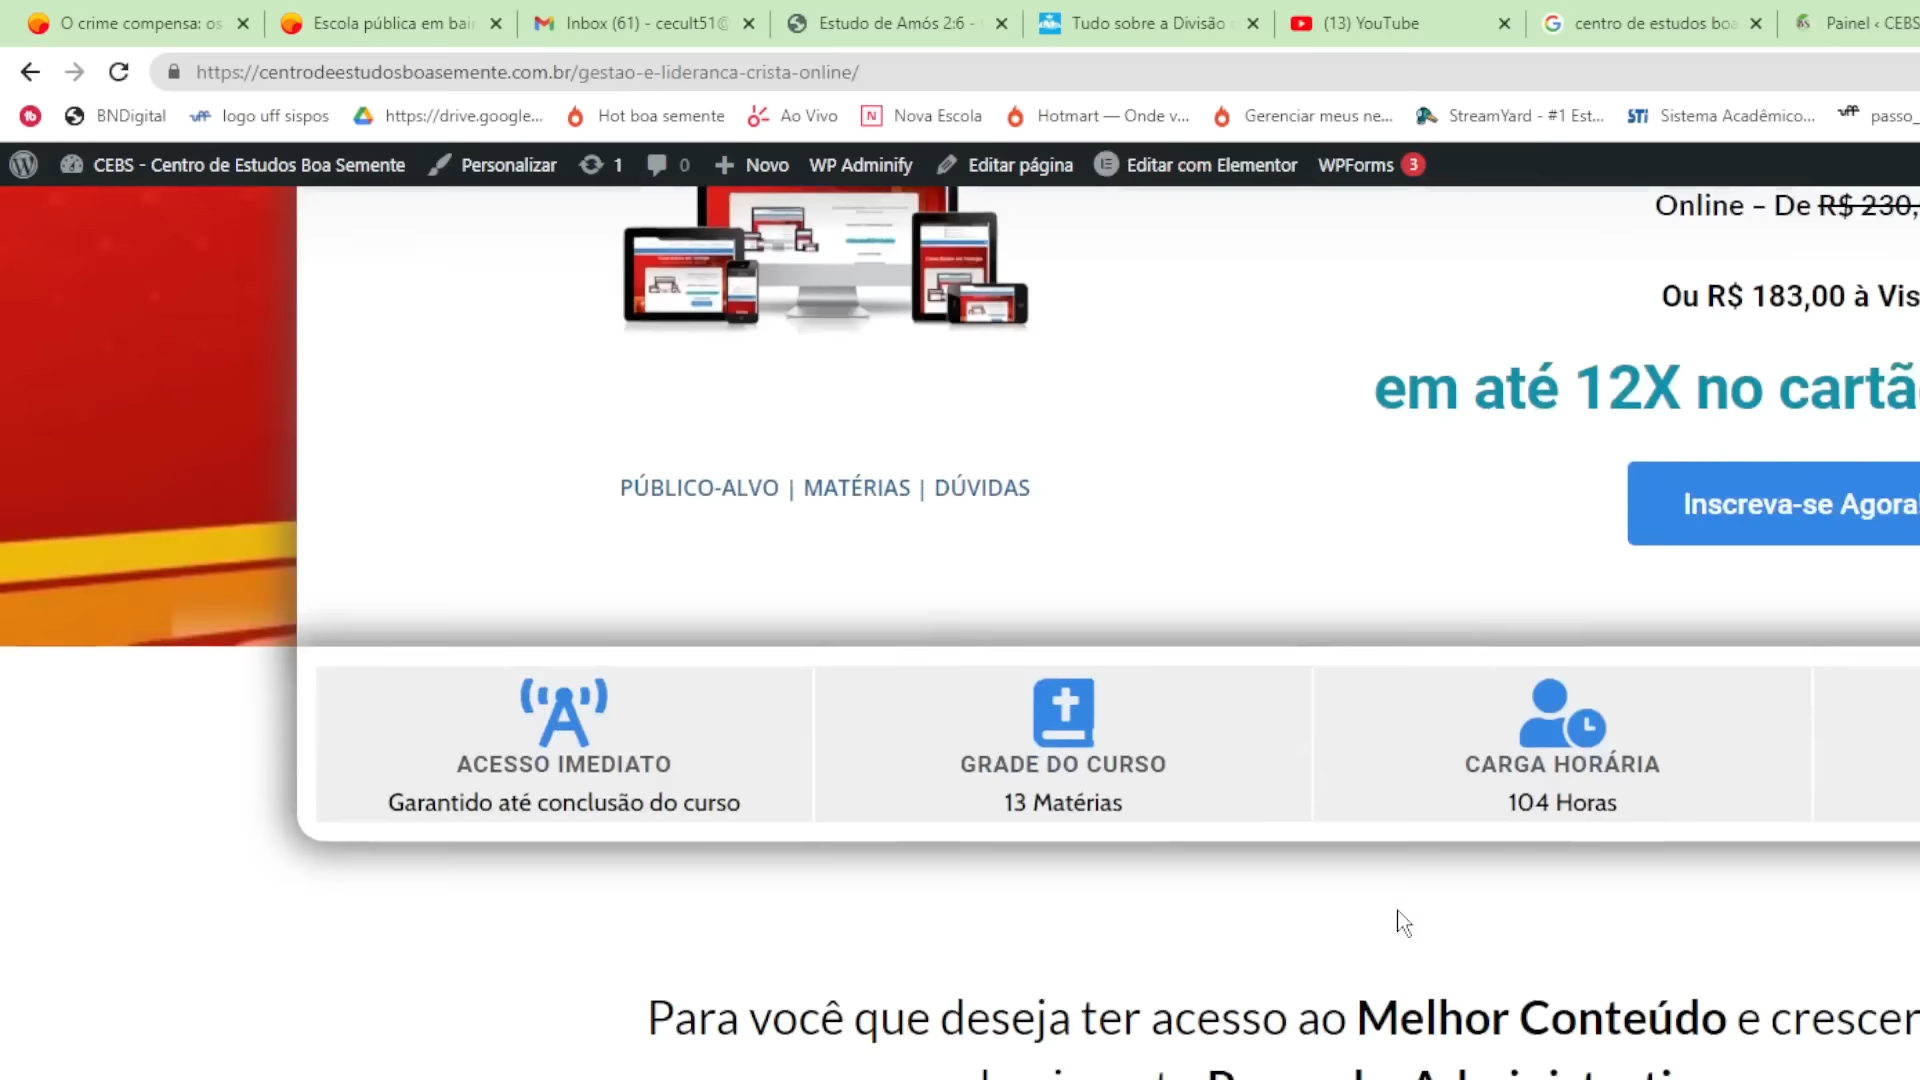 O crime compensa: os
Escola pública em bair
Inbox (61) - cecult51@
Estudo de Amós 2:6 -
Tudo sobre a Divisão
(13) YouTube
centro de estudos boa
Painel ‹ CEBS
https://centrodeestudosboasemente.com.br/gestao-e-lideranca-crista-online/
BNDigital
logo uff sispos
https://drive.google...
Hot boa semente
Ao Vivo
Nova Escola
Hotmart — Onde v...
Gerenciar meus ne...
StreamYard - #1 Est...
STi Sistema Acadêmico...
uff passo_
CEBS - Centro de Estudos Boa Semente
Personalizar
1
0
Novo
WP Adminify
Editar página
Editar com Elementor
WPForms 3
Online – De R$ 230,
Ou R$ 183,00 à Vis
em até 12X no cartã
PÚBLICO-ALVO | MATÉRIAS | DÚVIDAS
Inscreva-se Agora!
ACESSO IMEDIATO
Garantido até conclusão do curso
GRADE DO CURSO
13 Matérias
CARGA HORÁRIA
104 Horas
Para você que deseja ter acesso ao Melhor Conteúdo e crescer